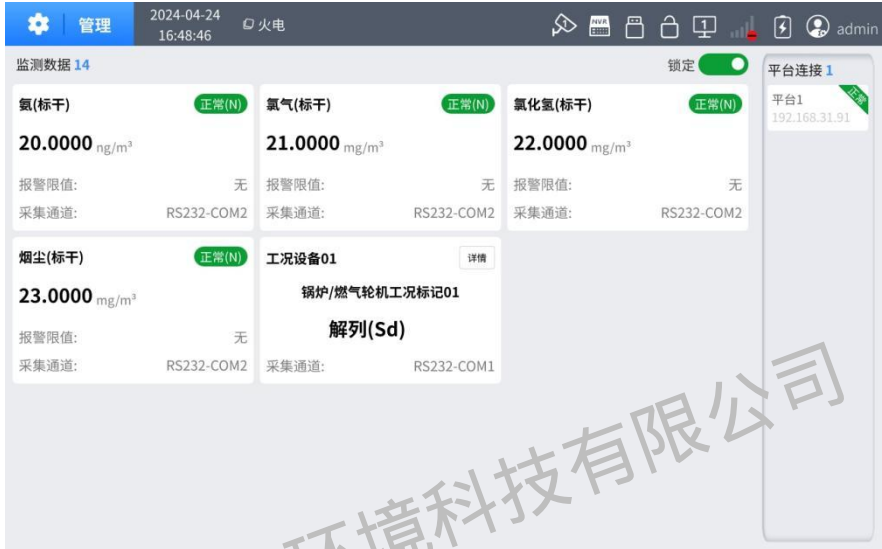 管理
2024-04-24
16:48:46
火电
NVR
1
admin
监测数据 14
锁定
氨(标干) 正常(N)
20.0000 ng/m³
报警限值: 无
采集通道: RS232-COM2
氯气(标干) 正常(N)
21.0000 mg/m³
报警限值: 无
采集通道: RS232-COM2
氯化氢(标干) 正常(N)
22.0000 mg/m³
报警限值: 无
采集通道: RS232-COM2
烟尘(标干) 正常(N)
23.0000 mg/m³
报警限值: 无
采集通道: RS232-COM2
工况设备01 详情
锅炉/燃气轮机工况标记01
解列(Sd)
采集通道: RS232-COM1
平台连接 1
平台1 正常
192.168.31.91
环境科技有限公司